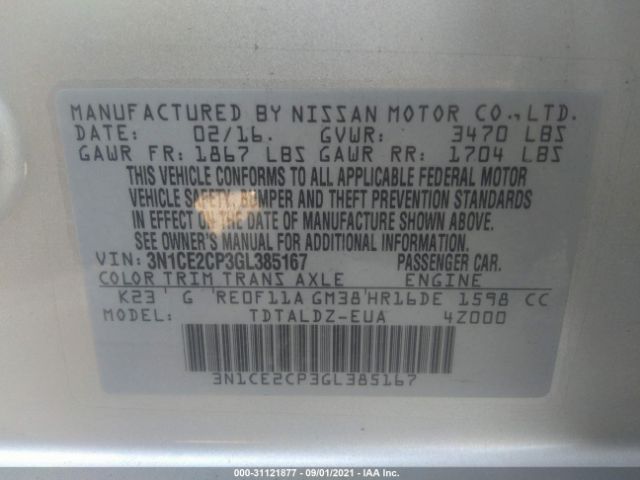 MANUFACTURED BY NISSAN MOTOR CO., LTD.
DATE: 02/16. GVWR: 3470 LBS
GAWR FR: 1867 LBS GAWR RR: 1704 LBS
THIS VEHICLE CONFORMS TO ALL APPLICABLE FEDERAL MOTOR
VEHICLE SAFETY, BUMPER AND THEFT PREVENTION STANDARDS
IN EFFECT ON THE DATE OF MANUFACTURE SHOWN ABOVE.
SEE OWNER'S MANUAL FOR ADDITIONAL INFORMATION.
VIN: 3N1CE2CP3GL385167 PASSENGER CAR.
COLOR TRIM TRANS AXLE ENGINE
K23 ' G ' RE0F11A GM38 ' HR16DE 1598 CC
MODEL: TDTALDZ-EUA 4Z000
3N1CE2CP3GL385167
000-31121877 - 09/01/2021 - IAA Inc.